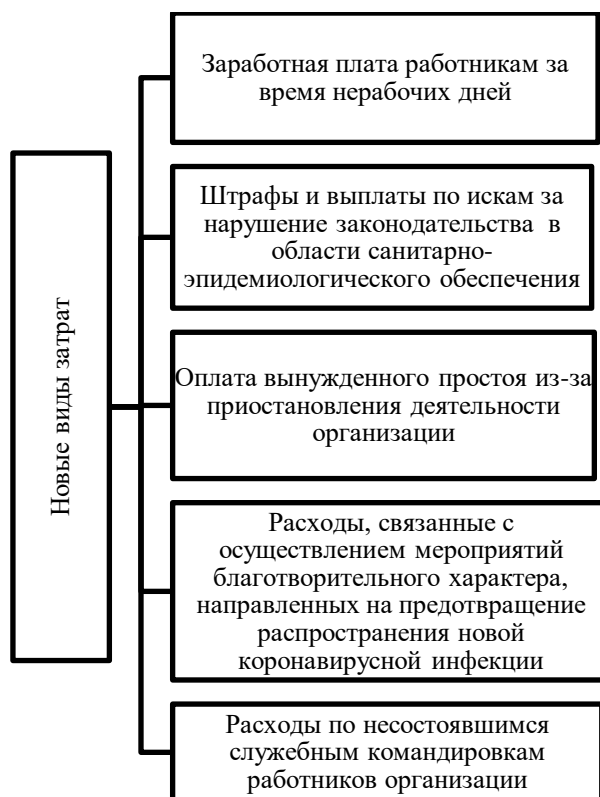 Новые виды затрат
Заработная плата работникам за
время нерабочих дней
Штрафы и выплаты по искам за
нарушение законодательства в
области санитарно-
эпидемиологического обеспечения
Оплата вынужденного простоя из-за
приостановления деятельности
организации
Расходы, связанные с
осуществлением мероприятий
благотворительного характера,
направленных на предотвращение
распространения новой
коронавирусной инфекции
Расходы по несостоявшимся
служебным командировкам
работников организации